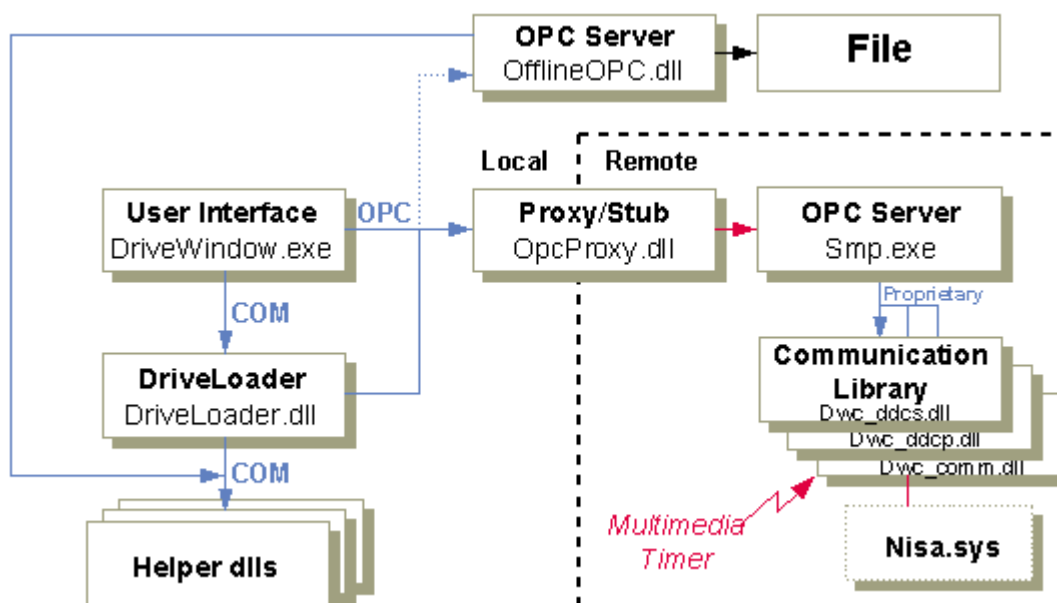 OPC Server
OfflineOPC.dll
File
Local
Remote
User Interface
DriveWindow.exe
OPC
Proxy/Stub
OpcProxy.dll
OPC Server
Smp.exe
Proprietary
COM
DriveLoader
DriveLoader.dll
Communication
Library
Dwc_ddcs.dll
Dwc_ddcp.dll
Dwc_comm.dll
COM
Multimedia
Timer
Nisa.sys
Helper dlls